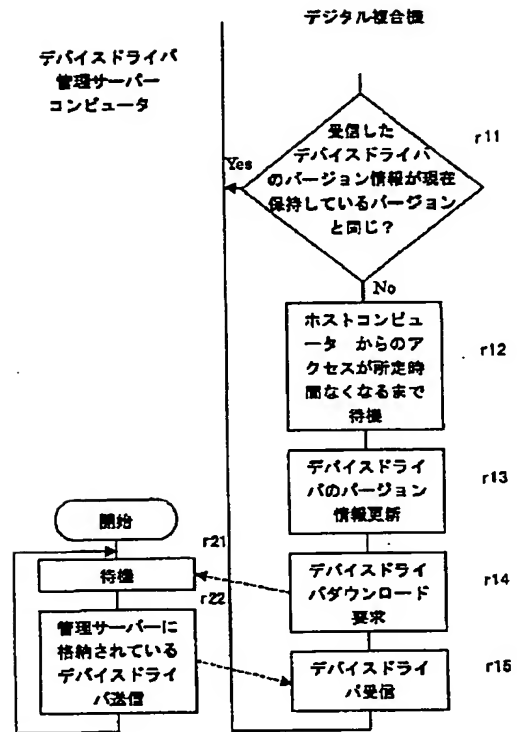 デジタル複合機
デバイスドライバ
管理サーバー
コンピュータ
受信した
デバイスドライバ
のバージョン情報が現在
保持しているバージョン
と同じ？
r11
Yes
No
ホストコンピュ
ータ からのア
クセスが所定時
間なくなるまで
待機
r12
デバイスドライ
バのバージョン
情報更新
r13
開始
r21
待機
r22
デバイスドライ
バダウンロード
要求
r14
管理サーバーに
格納されている
デバイスドライ
バ送信
デバイスドライ
バ受信
r15